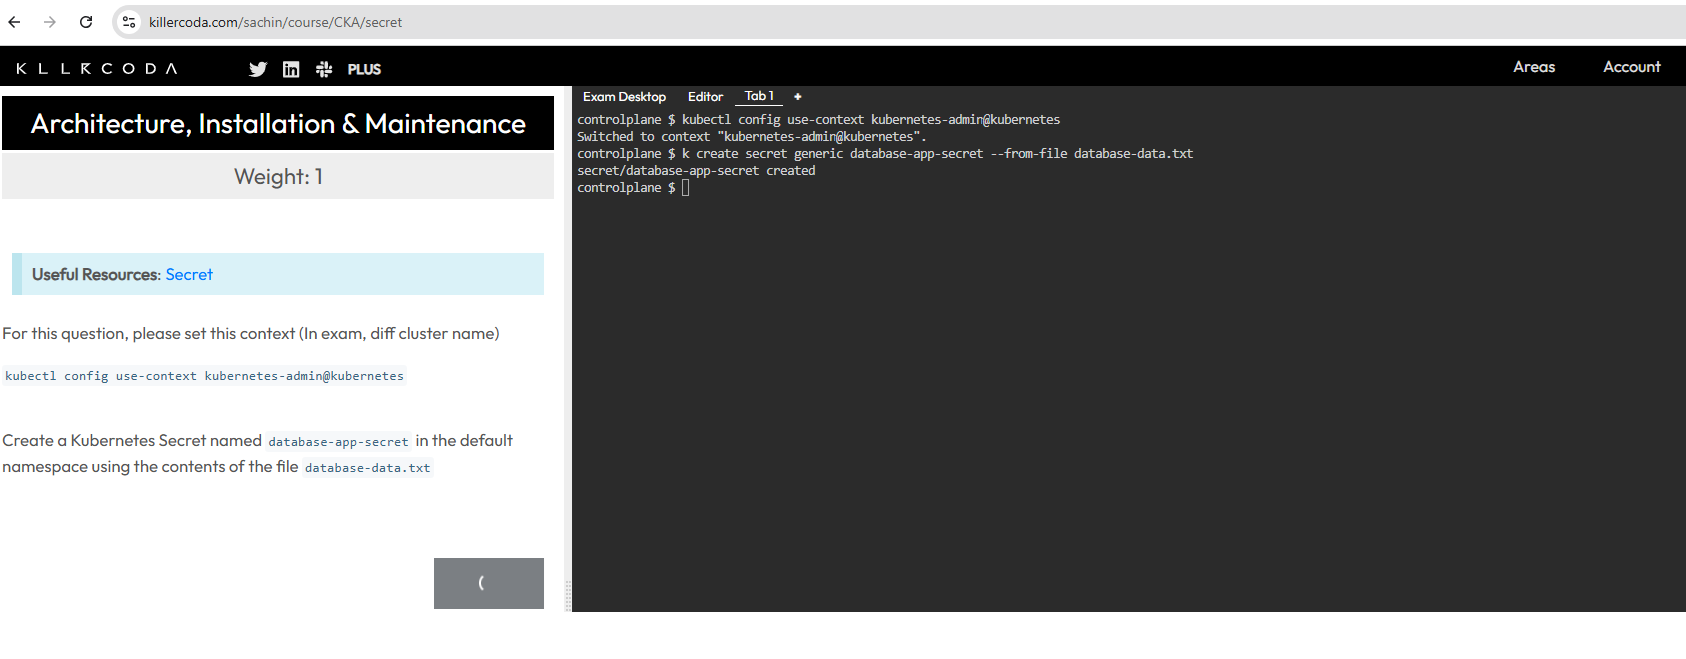 killercoda.com/sachin/course/CKA/secret
KLLRCODA
PLUS
Areas
Account
Architecture, Installation & Maintenance
Weight: 1
Useful Resources: Secret
For this question, please set this context (In exam, diff cluster name)
kubectl config use-context kubernetes-admin@kubernetes
Create a Kubernetes Secret named database-app-secret in the default
namespace using the contents of the file database-data.txt
Exam Desktop Editor Tab 1 +
controlplane $ kubectl config use-context kubernetes-admin@kubernetes
Switched to context "kubernetes-admin@kubernetes".
controlplane $ k create secret generic database-app-secret --from-file database-data.txt
secret/database-app-secret created
controlplane $